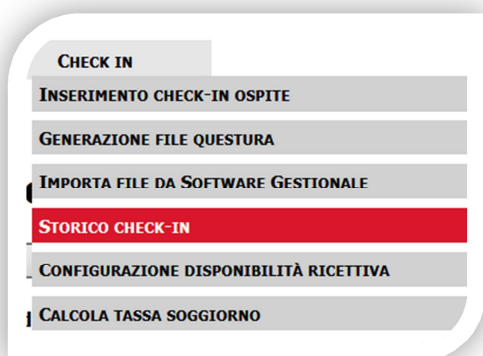 CHECK IN
INSERIMENTO CHECK-IN OSPITE
GENERAZIONE FILE QUESTURA
IMPORTA FILE DA SOFTWARE GESTIONALE
STORICO CHECK-IN
CONFIGURAZIONE DISPONIBILITÀ RICETTIVA
CALCOLA TASSA SOGGIORNO